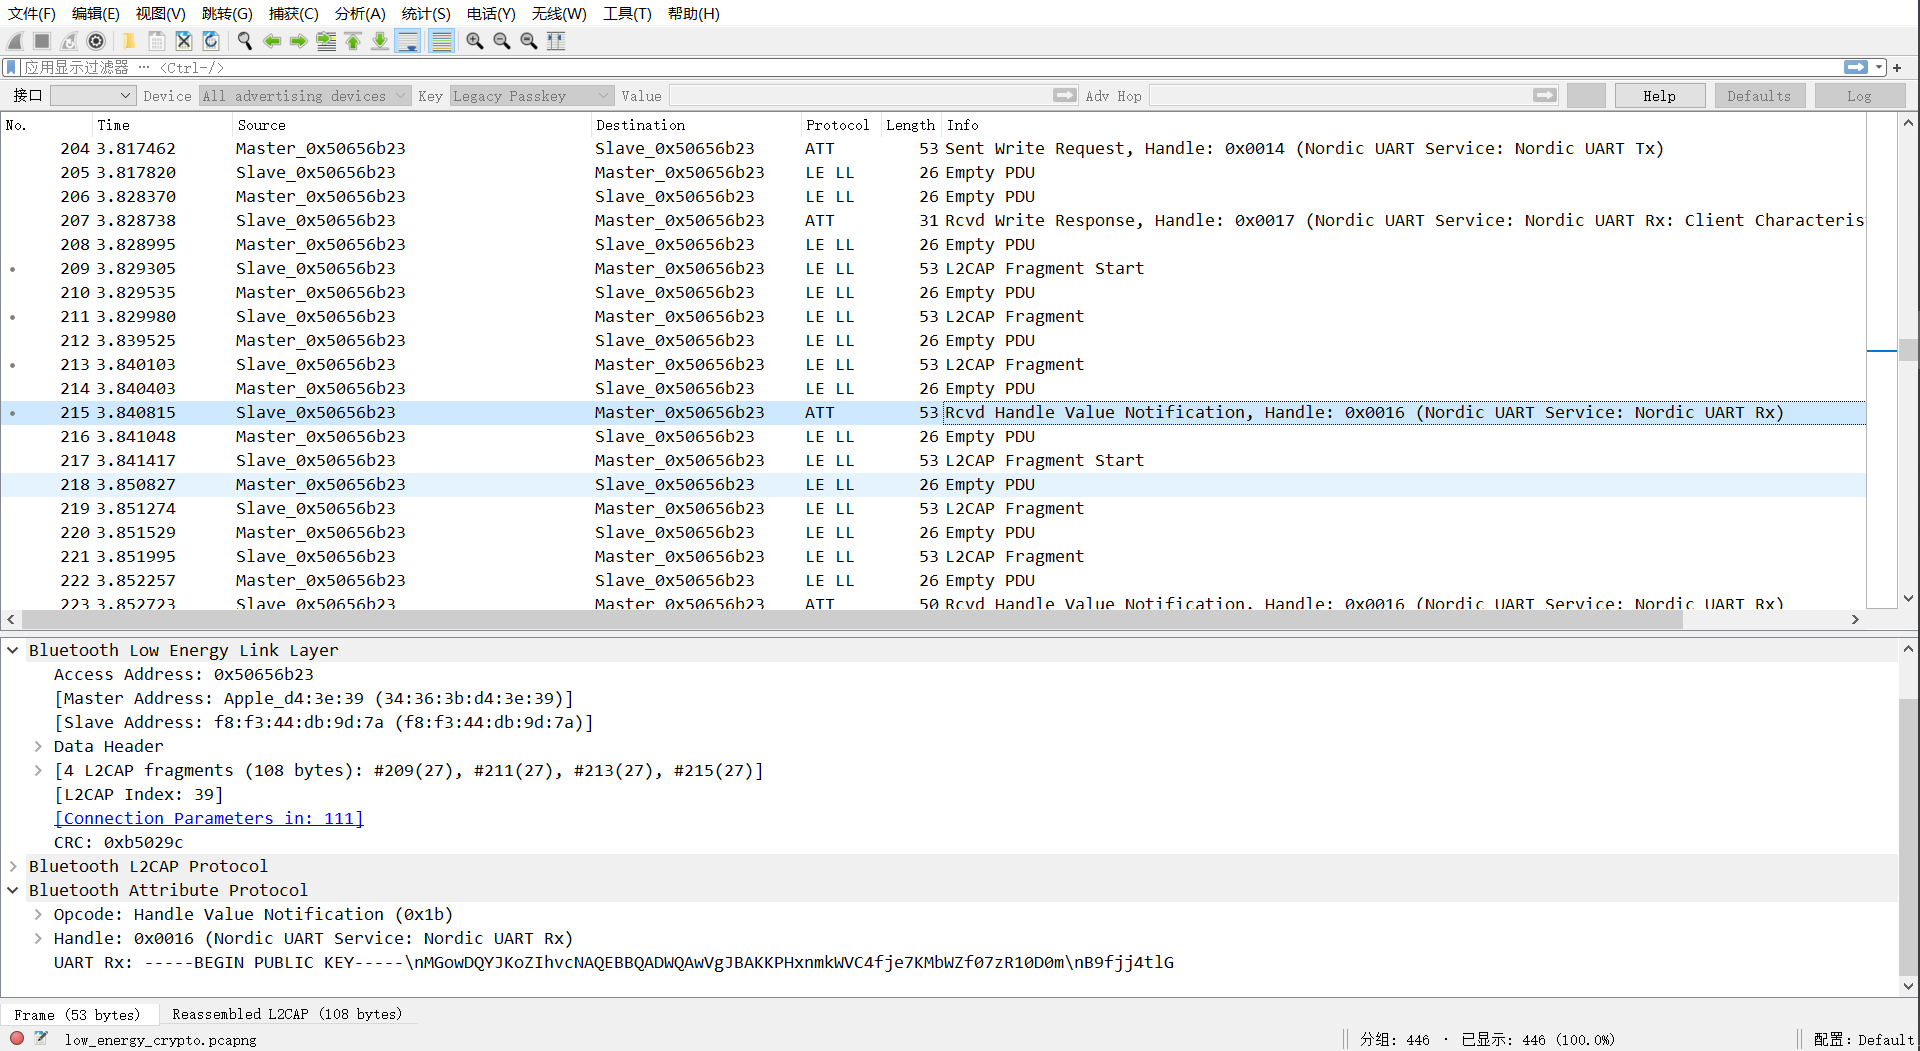 文件(F) 编辑(E) 视图(V) 跳转(G) 捕获(C) 分析(A) 统计(S) 电话(Y) 无线(W) 工具(T) 帮助(H)
应用显示过滤器 … <Ctrl-/>
接口 Device All advertising devices Key Legacy Passkey Value Adv Hop Help Defaults Log
No. Time Source Destination Protocol Length Info
204 3.817462 Master_0x50656b23 Slave_0x50656b23 ATT 53 Sent Write Request, Handle: 0x0014 (Nordic UART Service: Nordic UART Tx)
205 3.817820 Slave_0x50656b23 Master_0x50656b23 LE LL 26 Empty PDU
206 3.828370 Master_0x50656b23 Slave_0x50656b23 LE LL 26 Empty PDU
207 3.828738 Slave_0x50656b23 Master_0x50656b23 ATT 31 Rcvd Write Response, Handle: 0x0017 (Nordic UART Service: Nordic UART Rx: Client Characteris
208 3.828995 Master_0x50656b23 Slave_0x50656b23 LE LL 26 Empty PDU
209 3.829305 Slave_0x50656b23 Master_0x50656b23 LE LL 53 L2CAP Fragment Start
210 3.829535 Master_0x50656b23 Slave_0x50656b23 LE LL 26 Empty PDU
211 3.829980 Slave_0x50656b23 Master_0x50656b23 LE LL 53 L2CAP Fragment
212 3.839525 Master_0x50656b23 Slave_0x50656b23 LE LL 26 Empty PDU
213 3.840103 Slave_0x50656b23 Master_0x50656b23 LE LL 53 L2CAP Fragment
214 3.840403 Master_0x50656b23 Slave_0x50656b23 LE LL 26 Empty PDU
215 3.840815 Slave_0x50656b23 Master_0x50656b23 ATT 53 Rcvd Handle Value Notification, Handle: 0x0016 (Nordic UART Service: Nordic UART Rx)
216 3.841048 Master_0x50656b23 Slave_0x50656b23 LE LL 26 Empty PDU
217 3.841417 Slave_0x50656b23 Master_0x50656b23 LE LL 53 L2CAP Fragment Start
218 3.850827 Master_0x50656b23 Slave_0x50656b23 LE LL 26 Empty PDU
219 3.851274 Slave_0x50656b23 Master_0x50656b23 LE LL 53 L2CAP Fragment
220 3.851529 Master_0x50656b23 Slave_0x50656b23 LE LL 26 Empty PDU
221 3.851995 Slave_0x50656b23 Master_0x50656b23 LE LL 53 L2CAP Fragment
222 3.852257 Master_0x50656b23 Slave_0x50656b23 LE LL 26 Empty PDU
223 3.852723 Slave_0x50656b23 Master_0x50656b23 ATT 50 Rcvd Handle Value Notification, Handle: 0x0016 (Nordic UART Service: Nordic UART Rx)
Bluetooth Low Energy Link Layer
Access Address: 0x50656b23
[Master Address: Apple_d4:3e:39 (34:36:3b:d4:3e:39)]
[Slave Address: f8:f3:44:db:9d:7a (f8:f3:44:db:9d:7a)]
Data Header
[4 L2CAP fragments (108 bytes): #209(27), #211(27), #213(27), #215(27)]
[L2CAP Index: 39]
[Connection Parameters in: 111]
CRC: 0xb5029c
Bluetooth L2CAP Protocol
Bluetooth Attribute Protocol
Opcode: Handle Value Notification (0x1b)
Handle: 0x0016 (Nordic UART Service: Nordic UART Rx)
UART Rx: -----BEGIN PUBLIC KEY-----\nMGowDQYJKoZIhvcNAQEBBQADWQAwVgJBAKKPHxnmkWVC4fje7KMbWZf07zR10D0m\nB9fjj4tlG
Frame (53 bytes) Reassembled L2CAP (108 bytes)
low_energy_crypto.pcapng 分组: 446 · 已显示: 446 (100.0%) 配置: Default